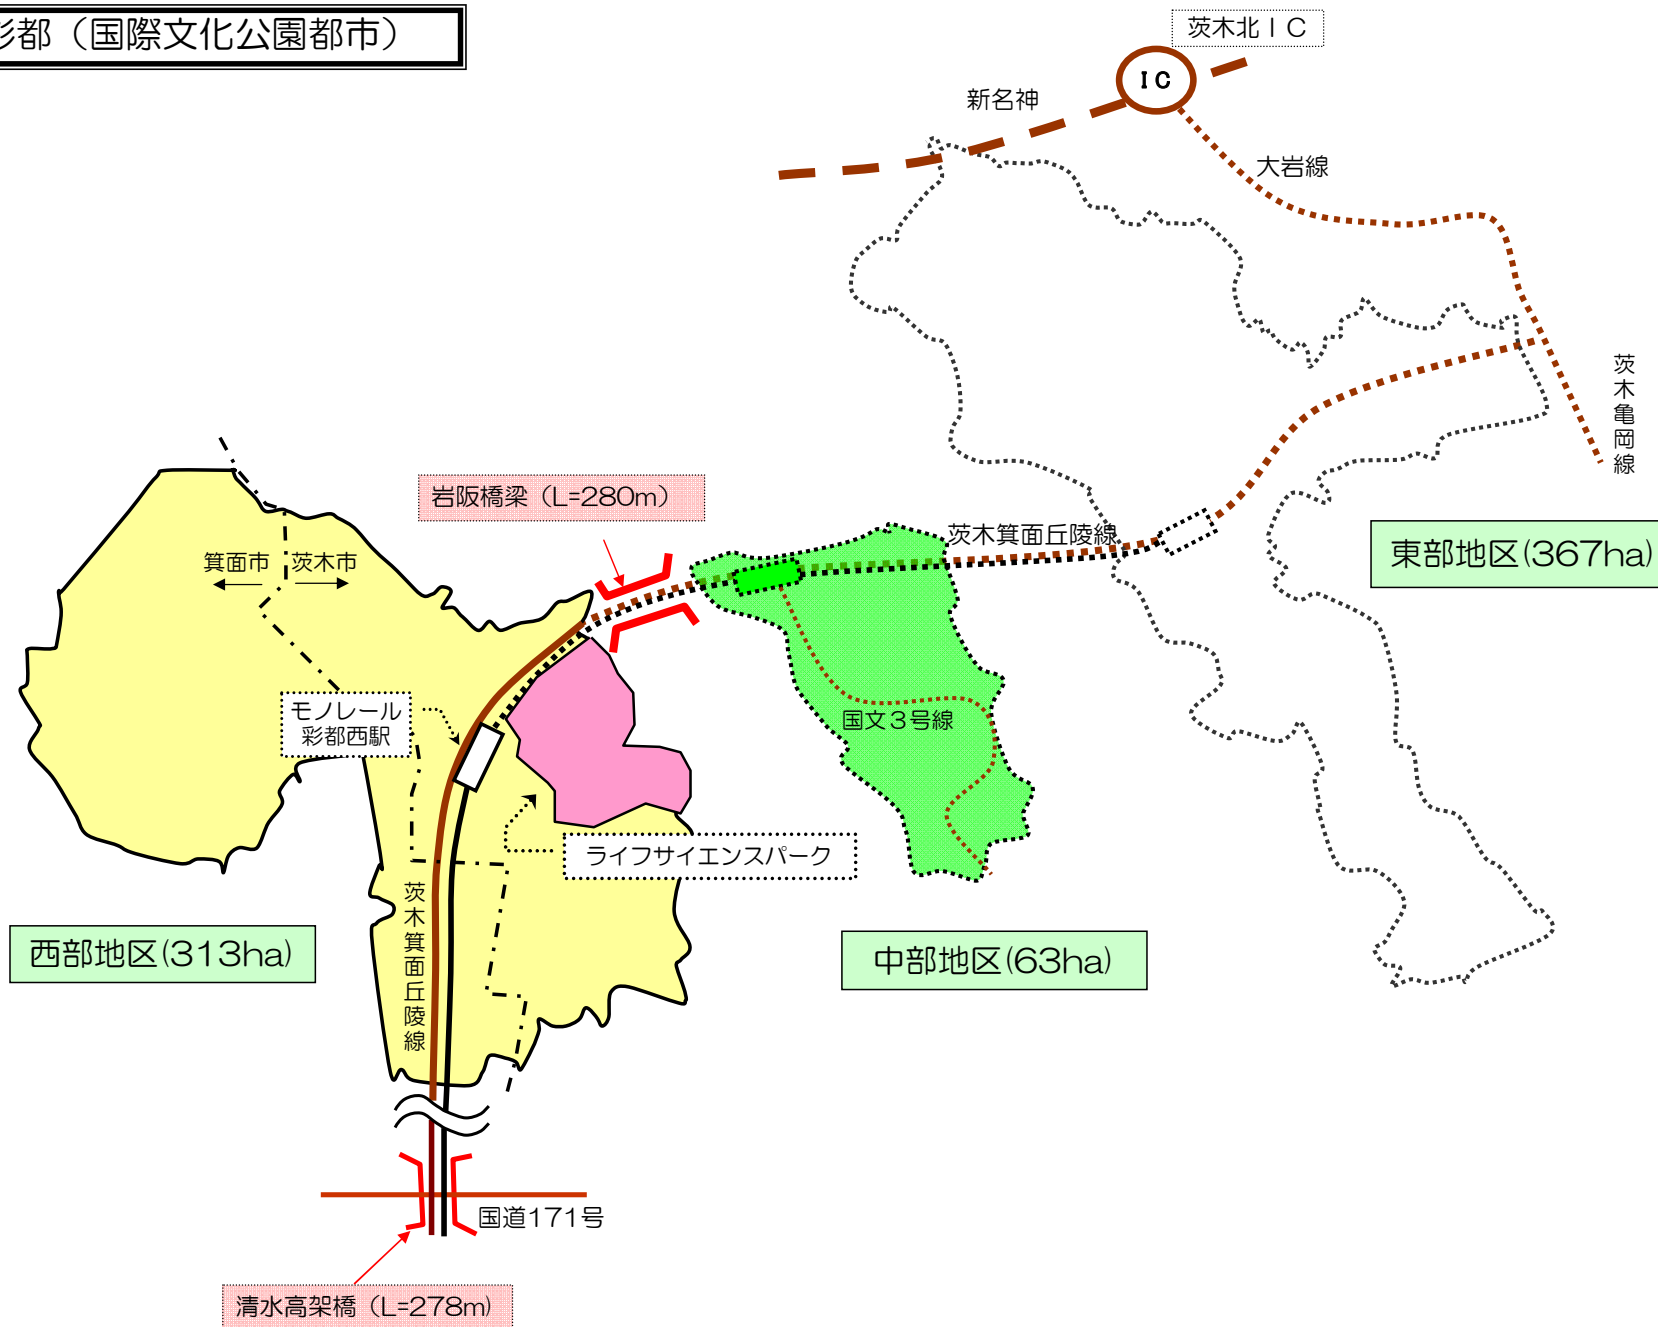 彩都（国際文化公園都市）
茨木北ＩＣ
ＩＣ
新名神
大岩線
茨木亀岡線
岩阪橋梁（L=280m）
箕面市
茨木市
茨木箕面丘陵線
東部地区(367ha)
モノレール
彩都西駅
国文３号線
ライフサイエンスパーク
茨木箕面丘陵線
西部地区(313ha)
中部地区(63ha)
国道171号
清水高架橋（L=278m)